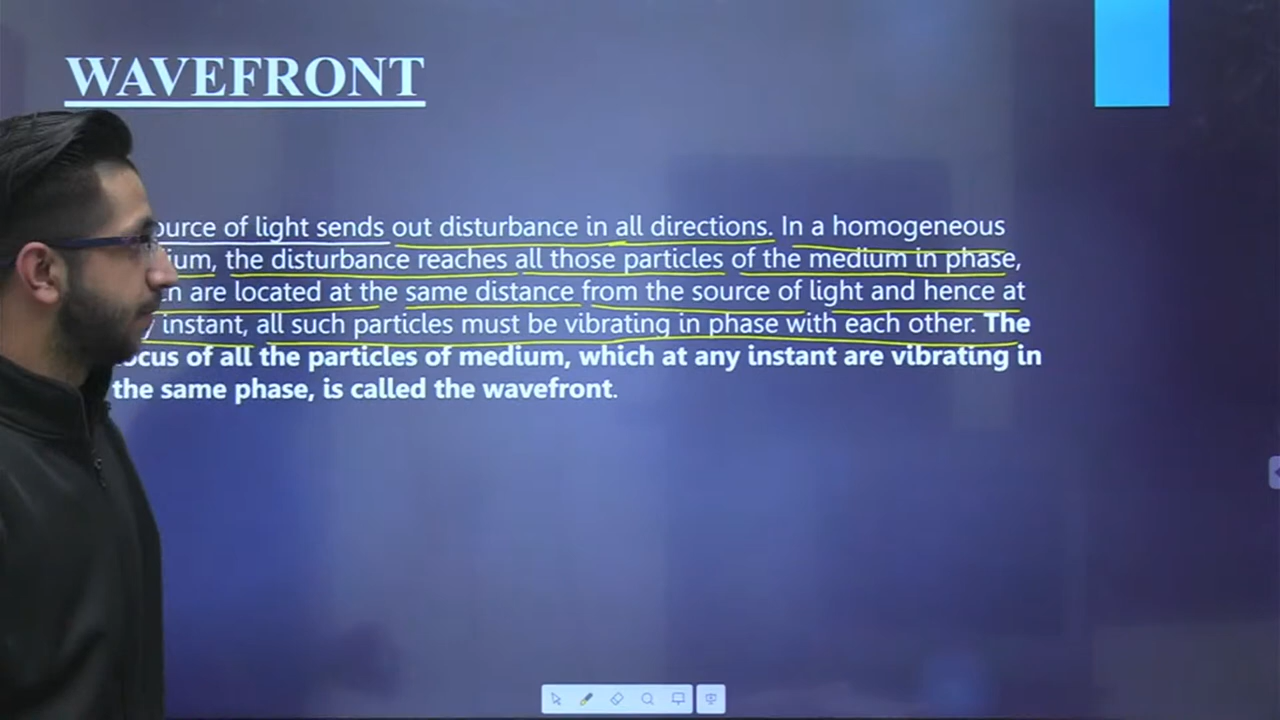 WAVEFRONT
of light sends out disturbance in all directions. In a homogeneous
the disturbance reaches all those particles of the medium in phase,
are located at the same distance from the source of light and hence at
instant, all such particles must be vibrating in phase with each other. The
of all the particles of medium, which at any instant are vibrating in
the same phase, is called the wavefront.